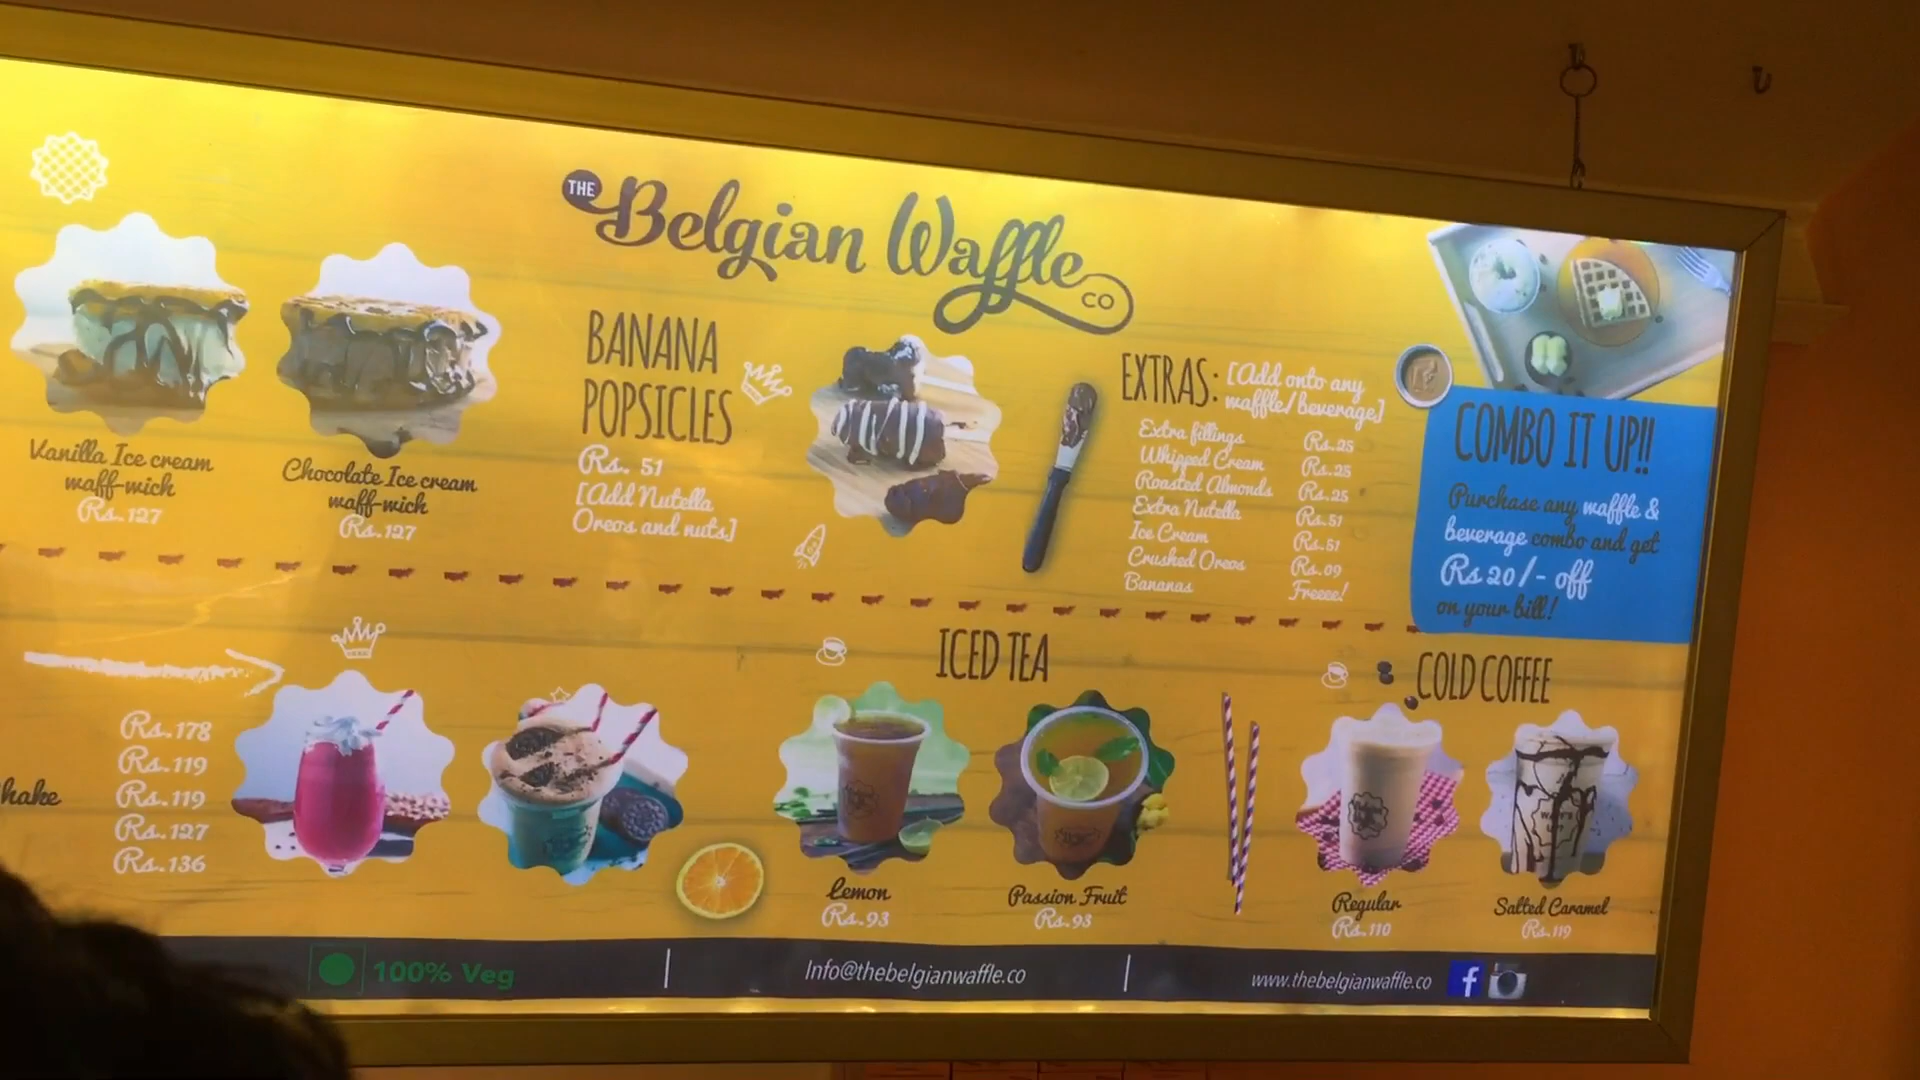 THE Belgian Waffle CO
Vanilla Ice cream
waff-wich
Rs.127
Chocolate Ice cream
waff-wich
Rs.127
BANANA
POPSICLES
Rs. 51
[Add Nutella
Oreos and nuts]
EXTRAS: [Add onto any
waffle/beverage]
Extra fillings Rs.25
Whipped Cream Rs.25
Roasted Almonds Rs.25
Extra Nutella Rs.51
Ice Cream Rs.51
Crushed Oreos Rs.09
Bananas Freeee!
COMBO IT UP!!
Purchase any waffle &
beverage combo and get
Rs 20/- off
on your bill!
Rs.178
Rs.119
hake Rs.119
Rs.127
Rs.136
ICED TEA
Lemon
Rs.93
Passion Fruit
Rs.93
COLD COFFEE
Regular
Rs.110
Salted Caramel
Rs.119
100% Veg
Info@thebelgianwaffle.co
www.thebelgianwaffle.co